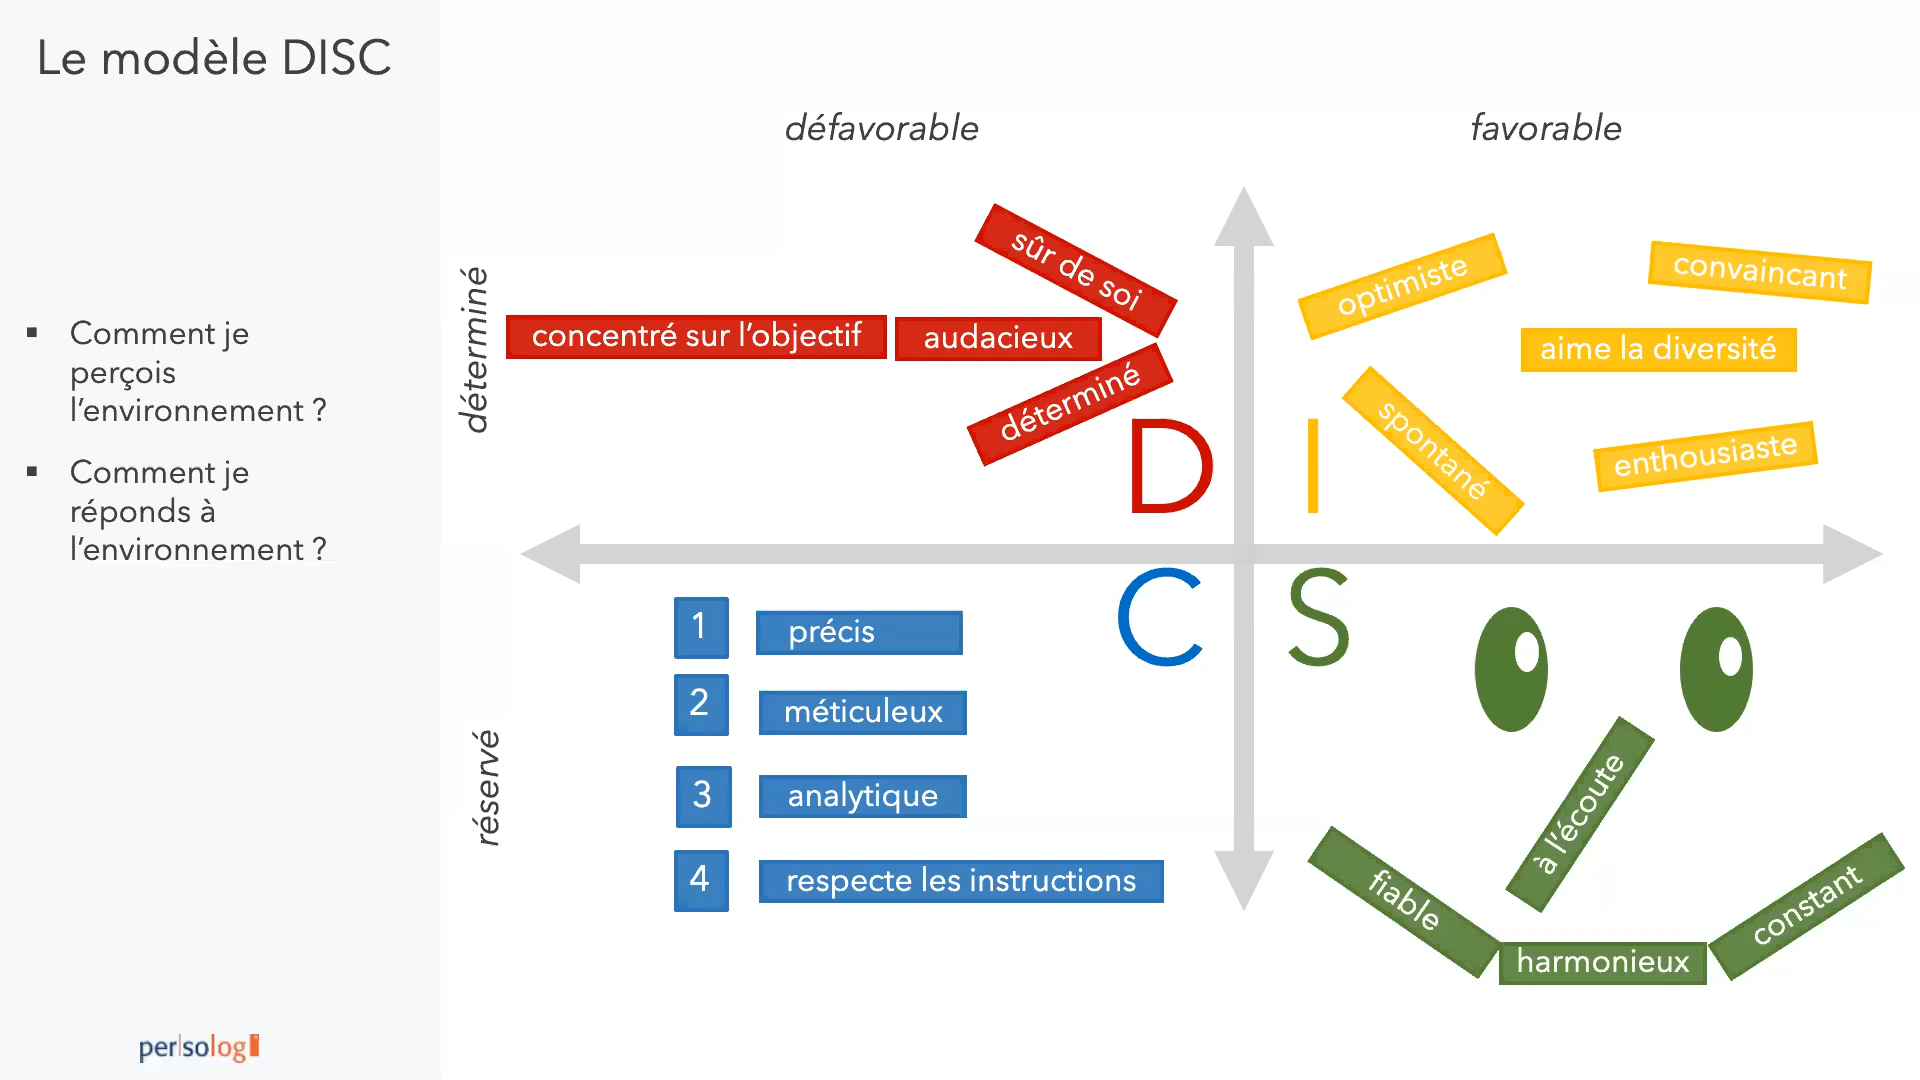 Le modèle DISC
Comment je
perçois
l'environnement ?
Comment je
réponds à
l'environnement ?
persolog
défavorable
favorable
déterminé
réservé
sûr de soi
concentré sur l'objectif
audacieux
déterminé
D
optimiste
convaincant
aime la diversité
spontané
enthousiaste
I
C
1
précis
2
méticuleux
3
analytique
4
respecte les instructions
S
à l'écoute
fiable
harmonieux
constant